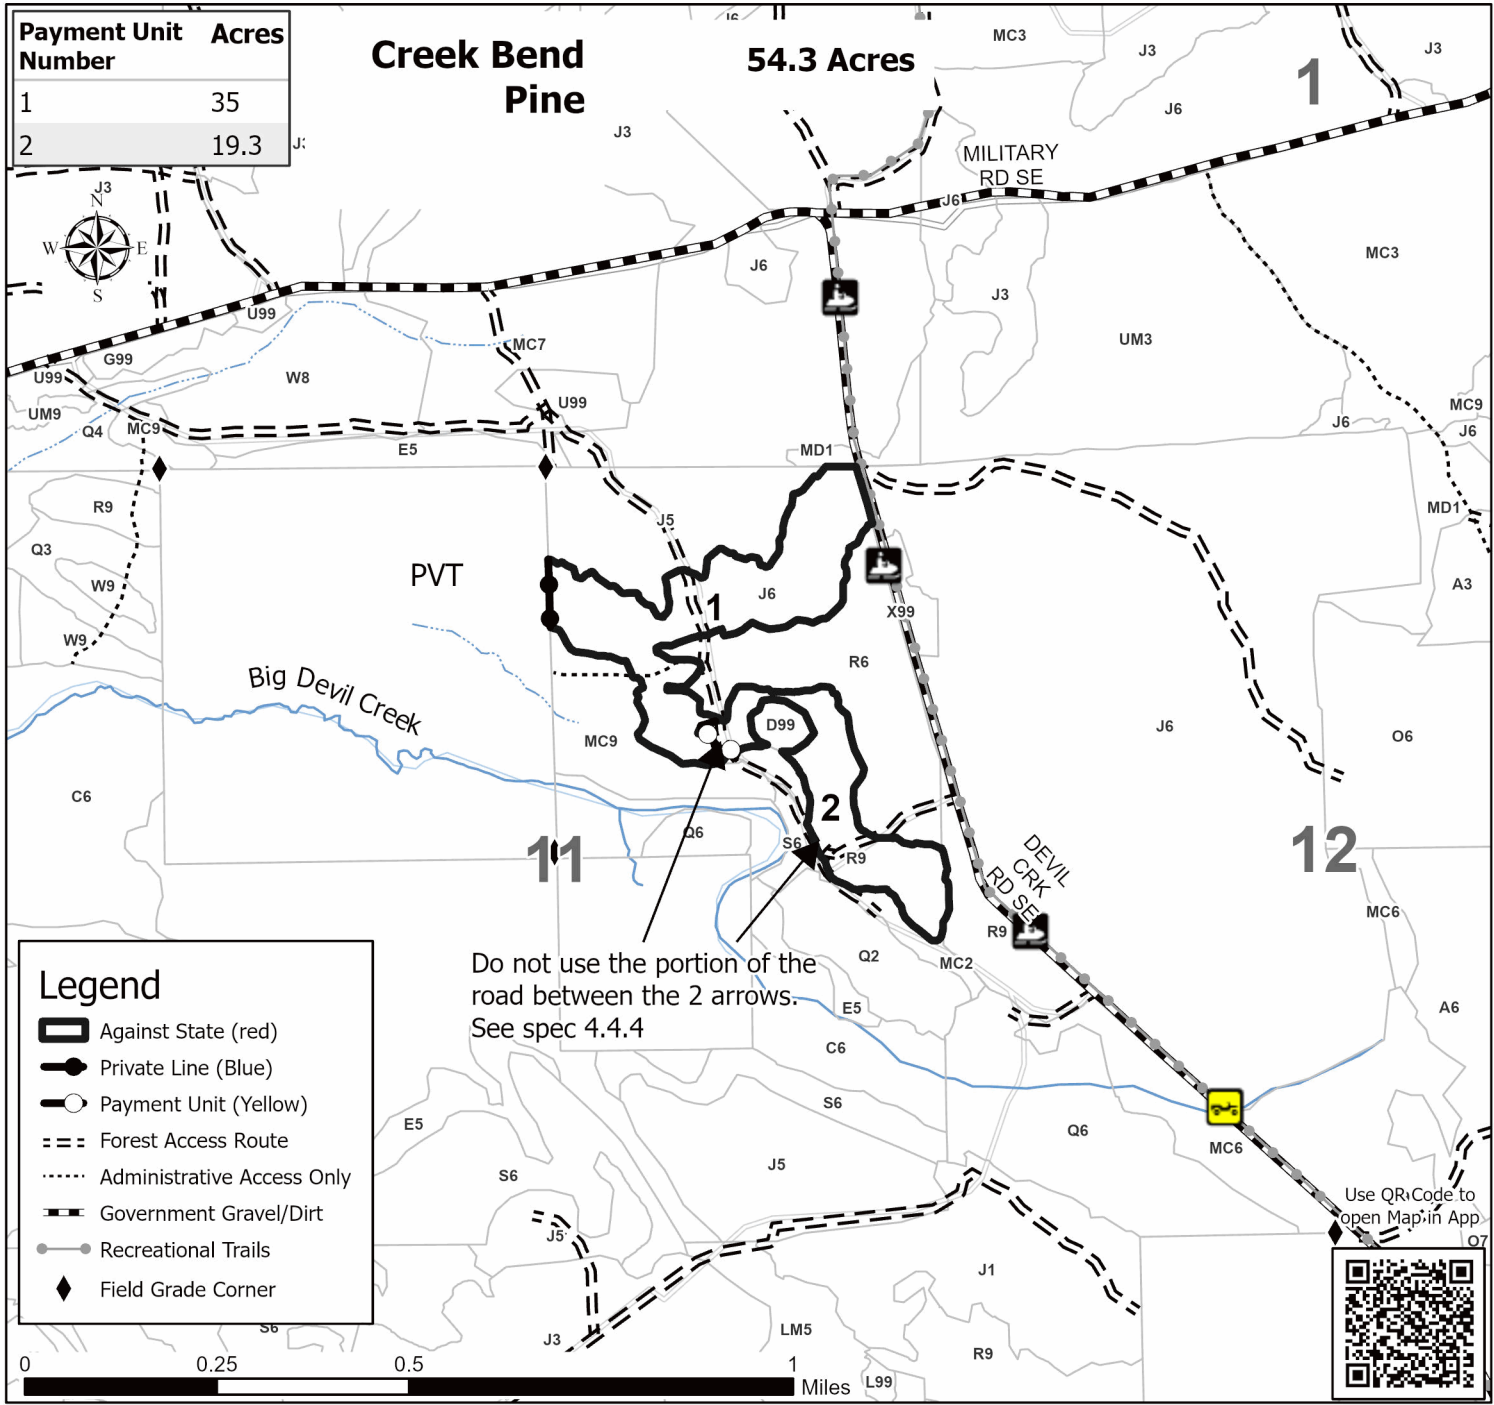 Payment Unit Number Acres
1 35
2 19.3
Creek Bend
Pine
54.3 Acres
J6
MC3
J3
J3
1
J6
J3
J3
MILITARY
RD SE
J3
N
W E
S
J6
MC3
J6
J3
U99
MC7
UM3
G99
U99
W8
UM9
Q4
MC9
U99
E5
MD1
J6
MC9
J6
R9
J5
MD1
Q3
PVT
W9
J6
1
A3
X99
W9
R6
Big Devil Creek
MC9
D99
J6
O6
C6
2
Q6
S6
R9
11
12
DEVIL
CRK
RD SE
MC6
R9
Do not use the portion of the
road between the 2 arrows.
See spec 4.4.4
Q2
MC2
E5
A6
C6
S6
E5
Q6
MC6
S6
J5
J5
J1
J3
LM5
R9
L99
S6
O7
Use QR Code to
open Map in App
Legend
Against State (red)
Private Line (Blue)
Payment Unit (Yellow)
Forest Access Route
Administrative Access Only
Government Gravel/Dirt
Recreational Trails
Field Grade Corner
0 0.25 0.5 1
Miles